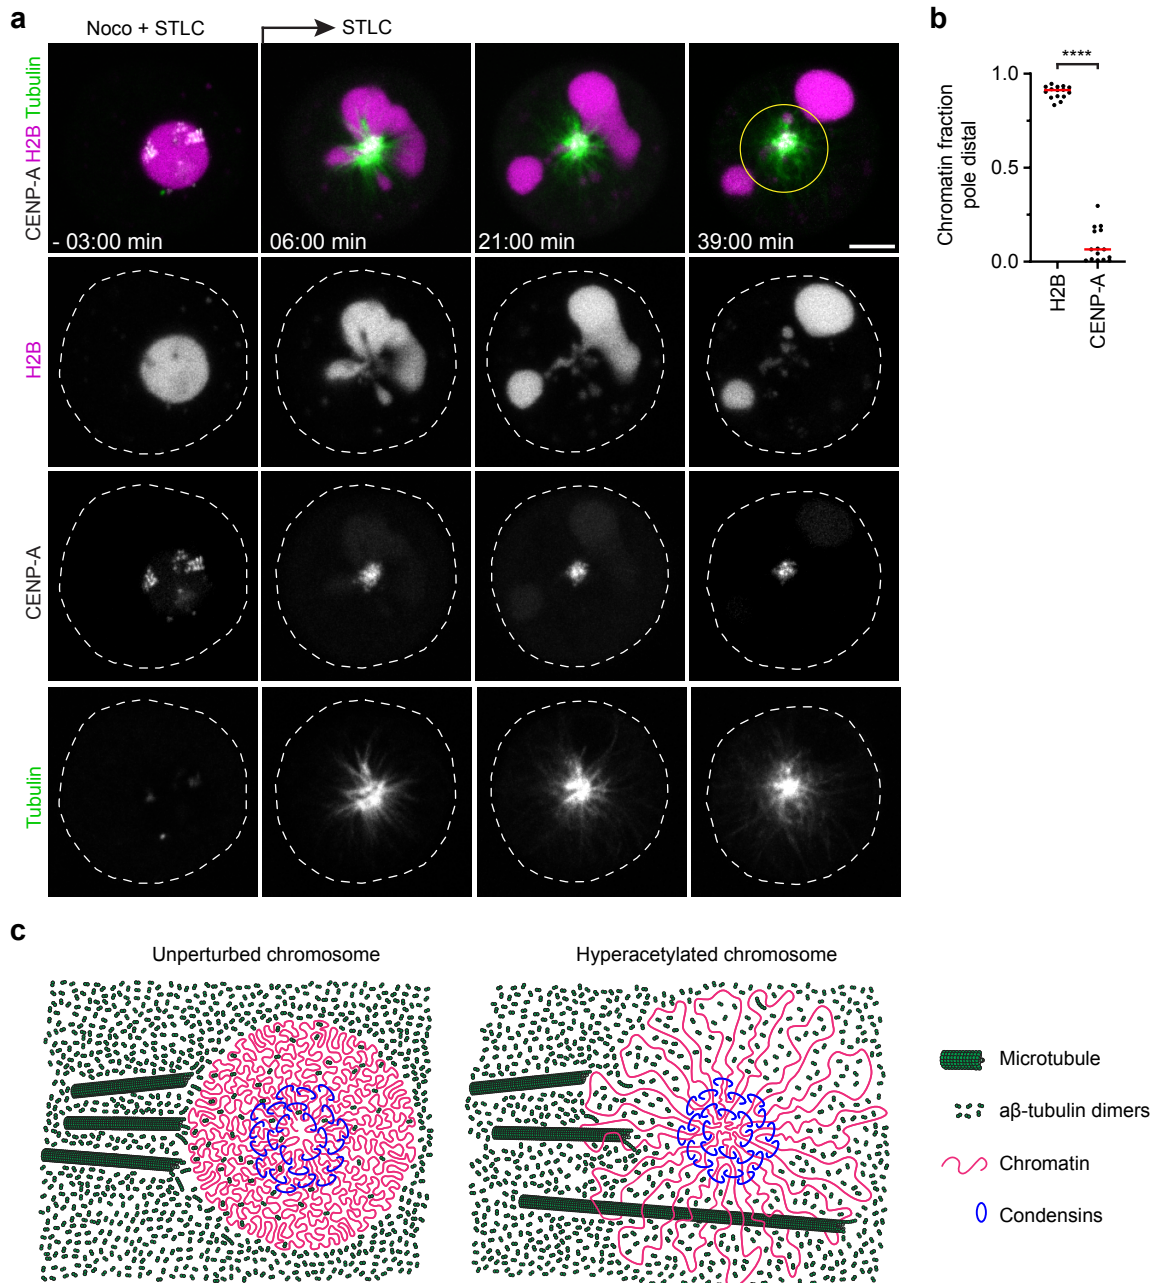 a
Noco + STLC
STLC
CENP-A H2B Tubulin
- 03:00 min
06:00 min
21:00 min
39:00 min
H2B
CENP-A
Tubulin
b
****
Chromatin fraction
pole distal
1.0
0.5
0.0
H2B
CENP-A
c
Unperturbed chromosome
Hyperacetylated chromosome
Microtubule
aβ-tubulin dimers
Chromatin
Condensins